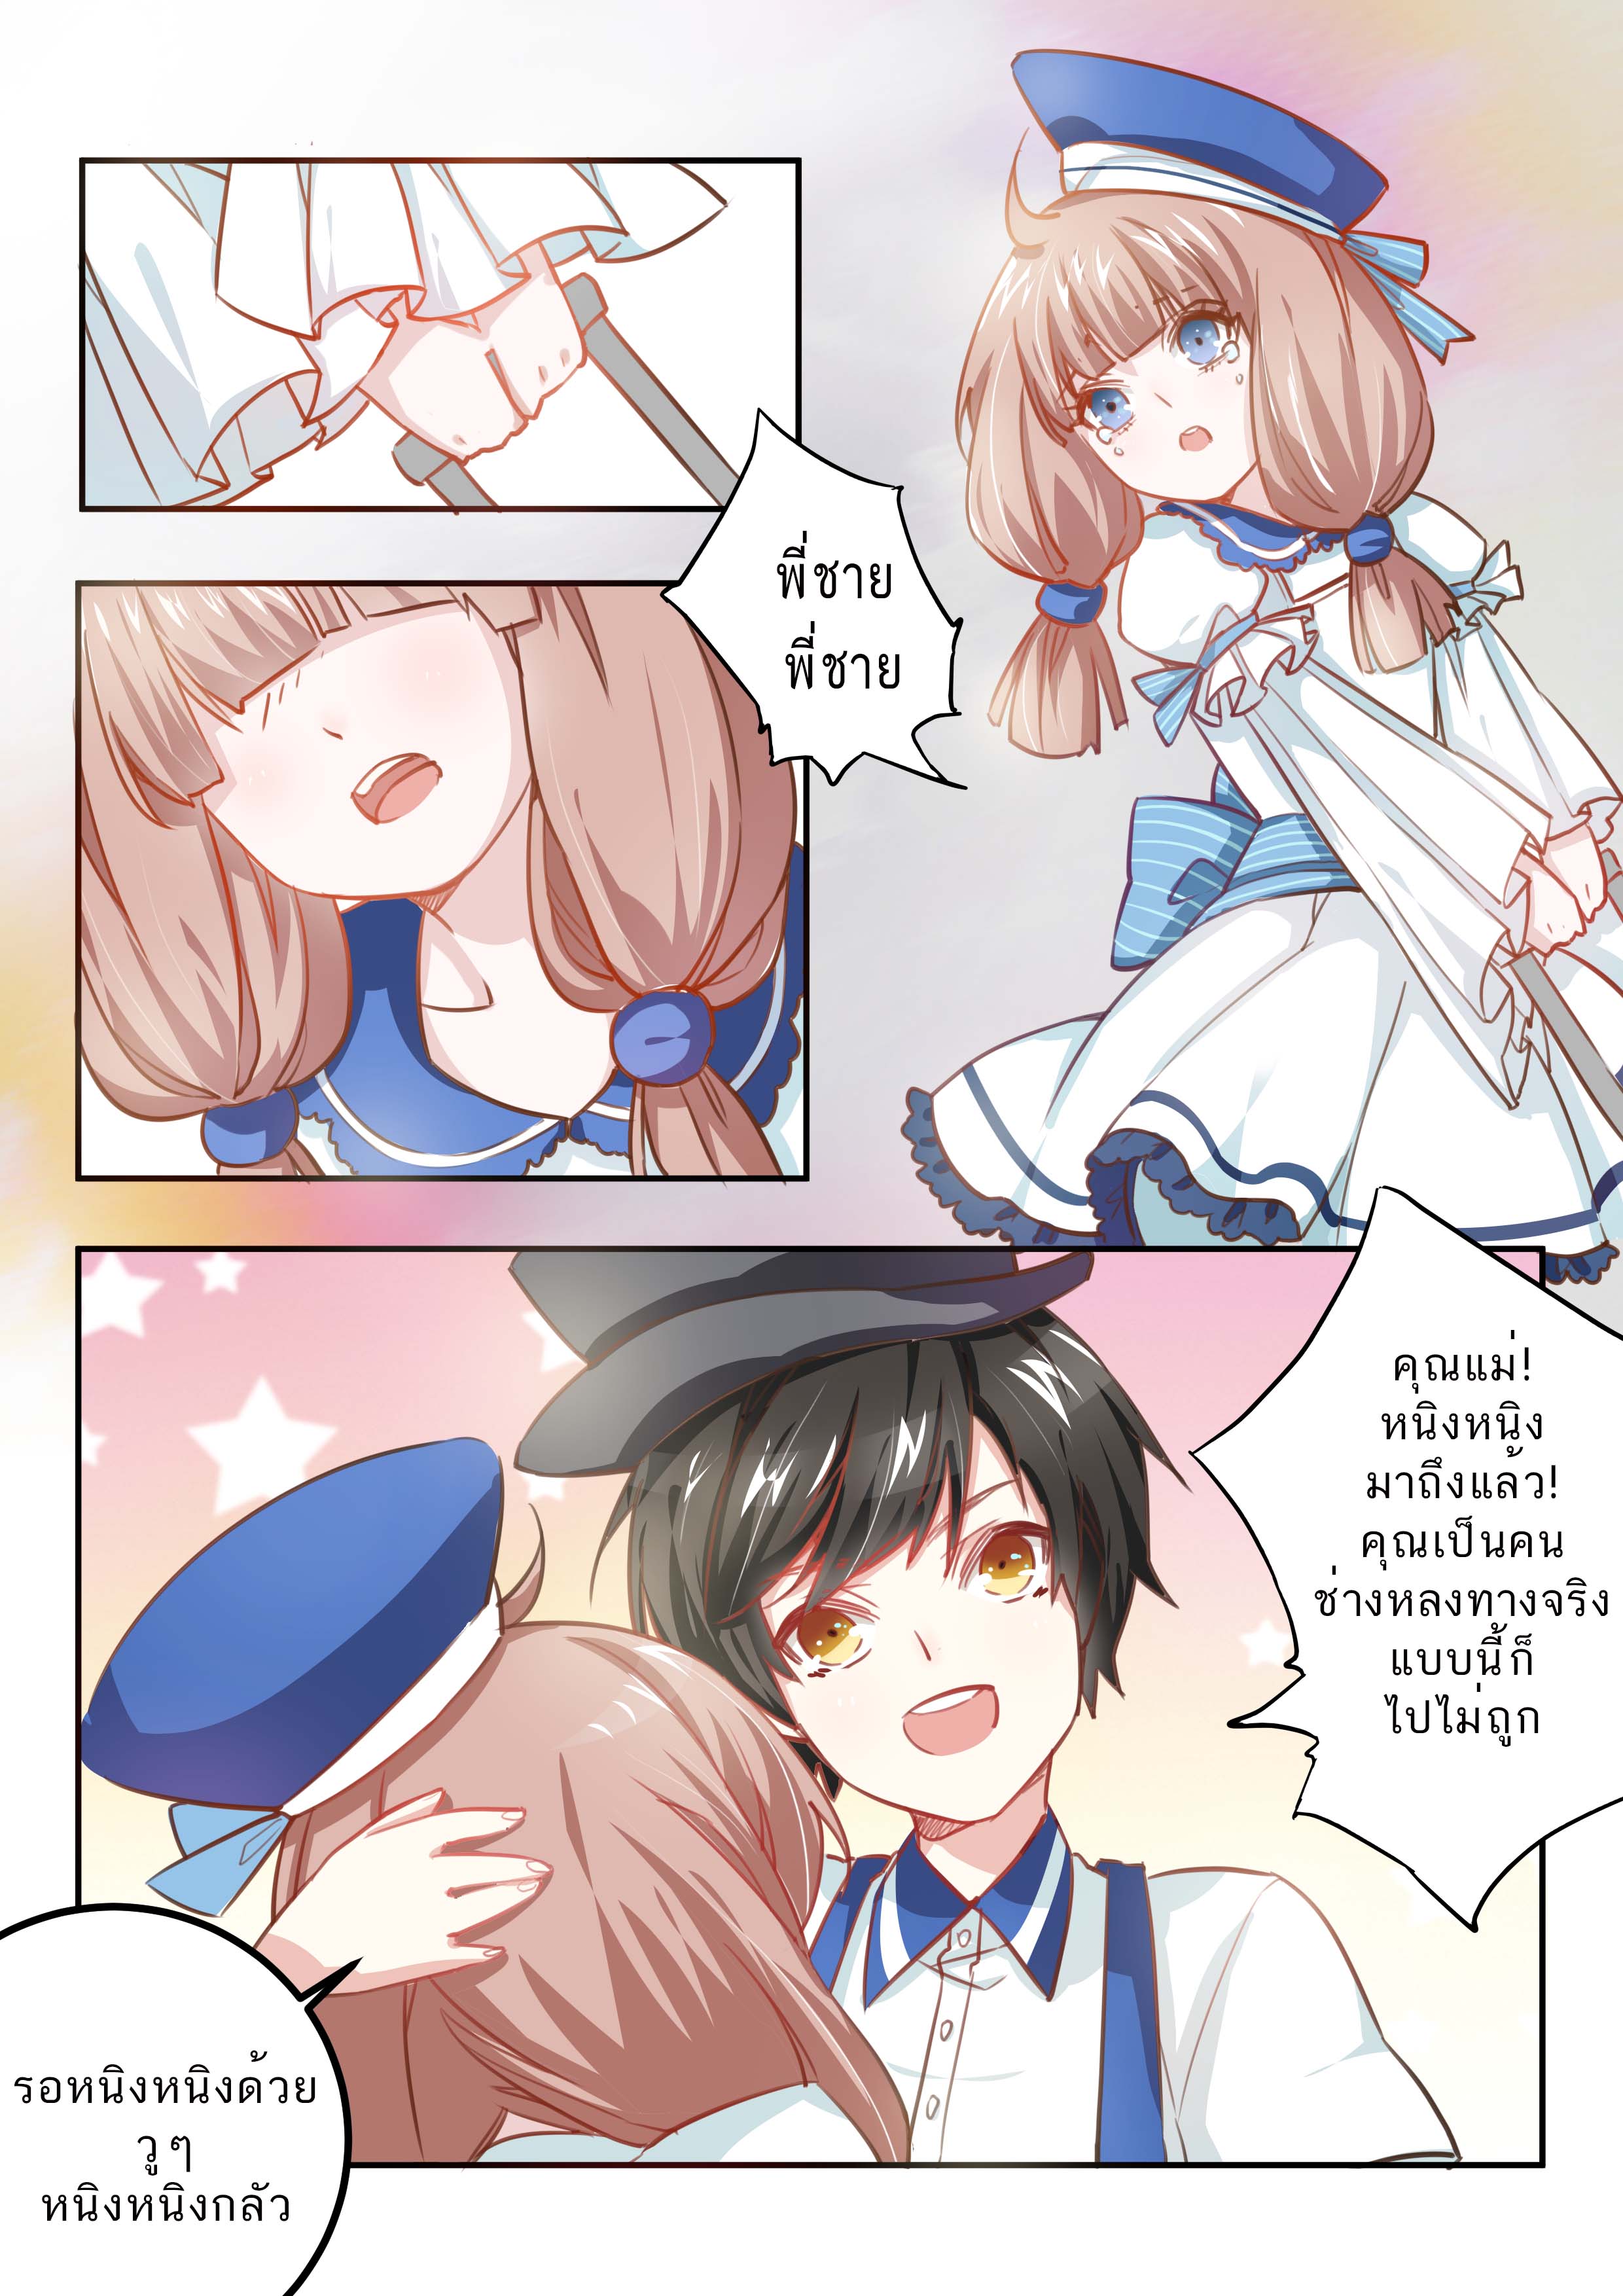 พี่ชาย
พี่ชาย
คุณแม่!
หนิงหนิง
มาถึงแล้ว!
คุณเป็นคน
ช่างหลงทางจริง
แบบนี้ก็
ไปไม่ถูก
รอหนิงหนิงด้วย
วูๆ
หนิงหนิงกลัว